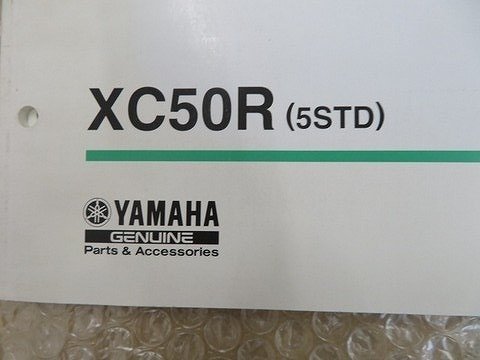 XC50R (5STD)
YAMAHA
GENUINE
Parts & Accessories